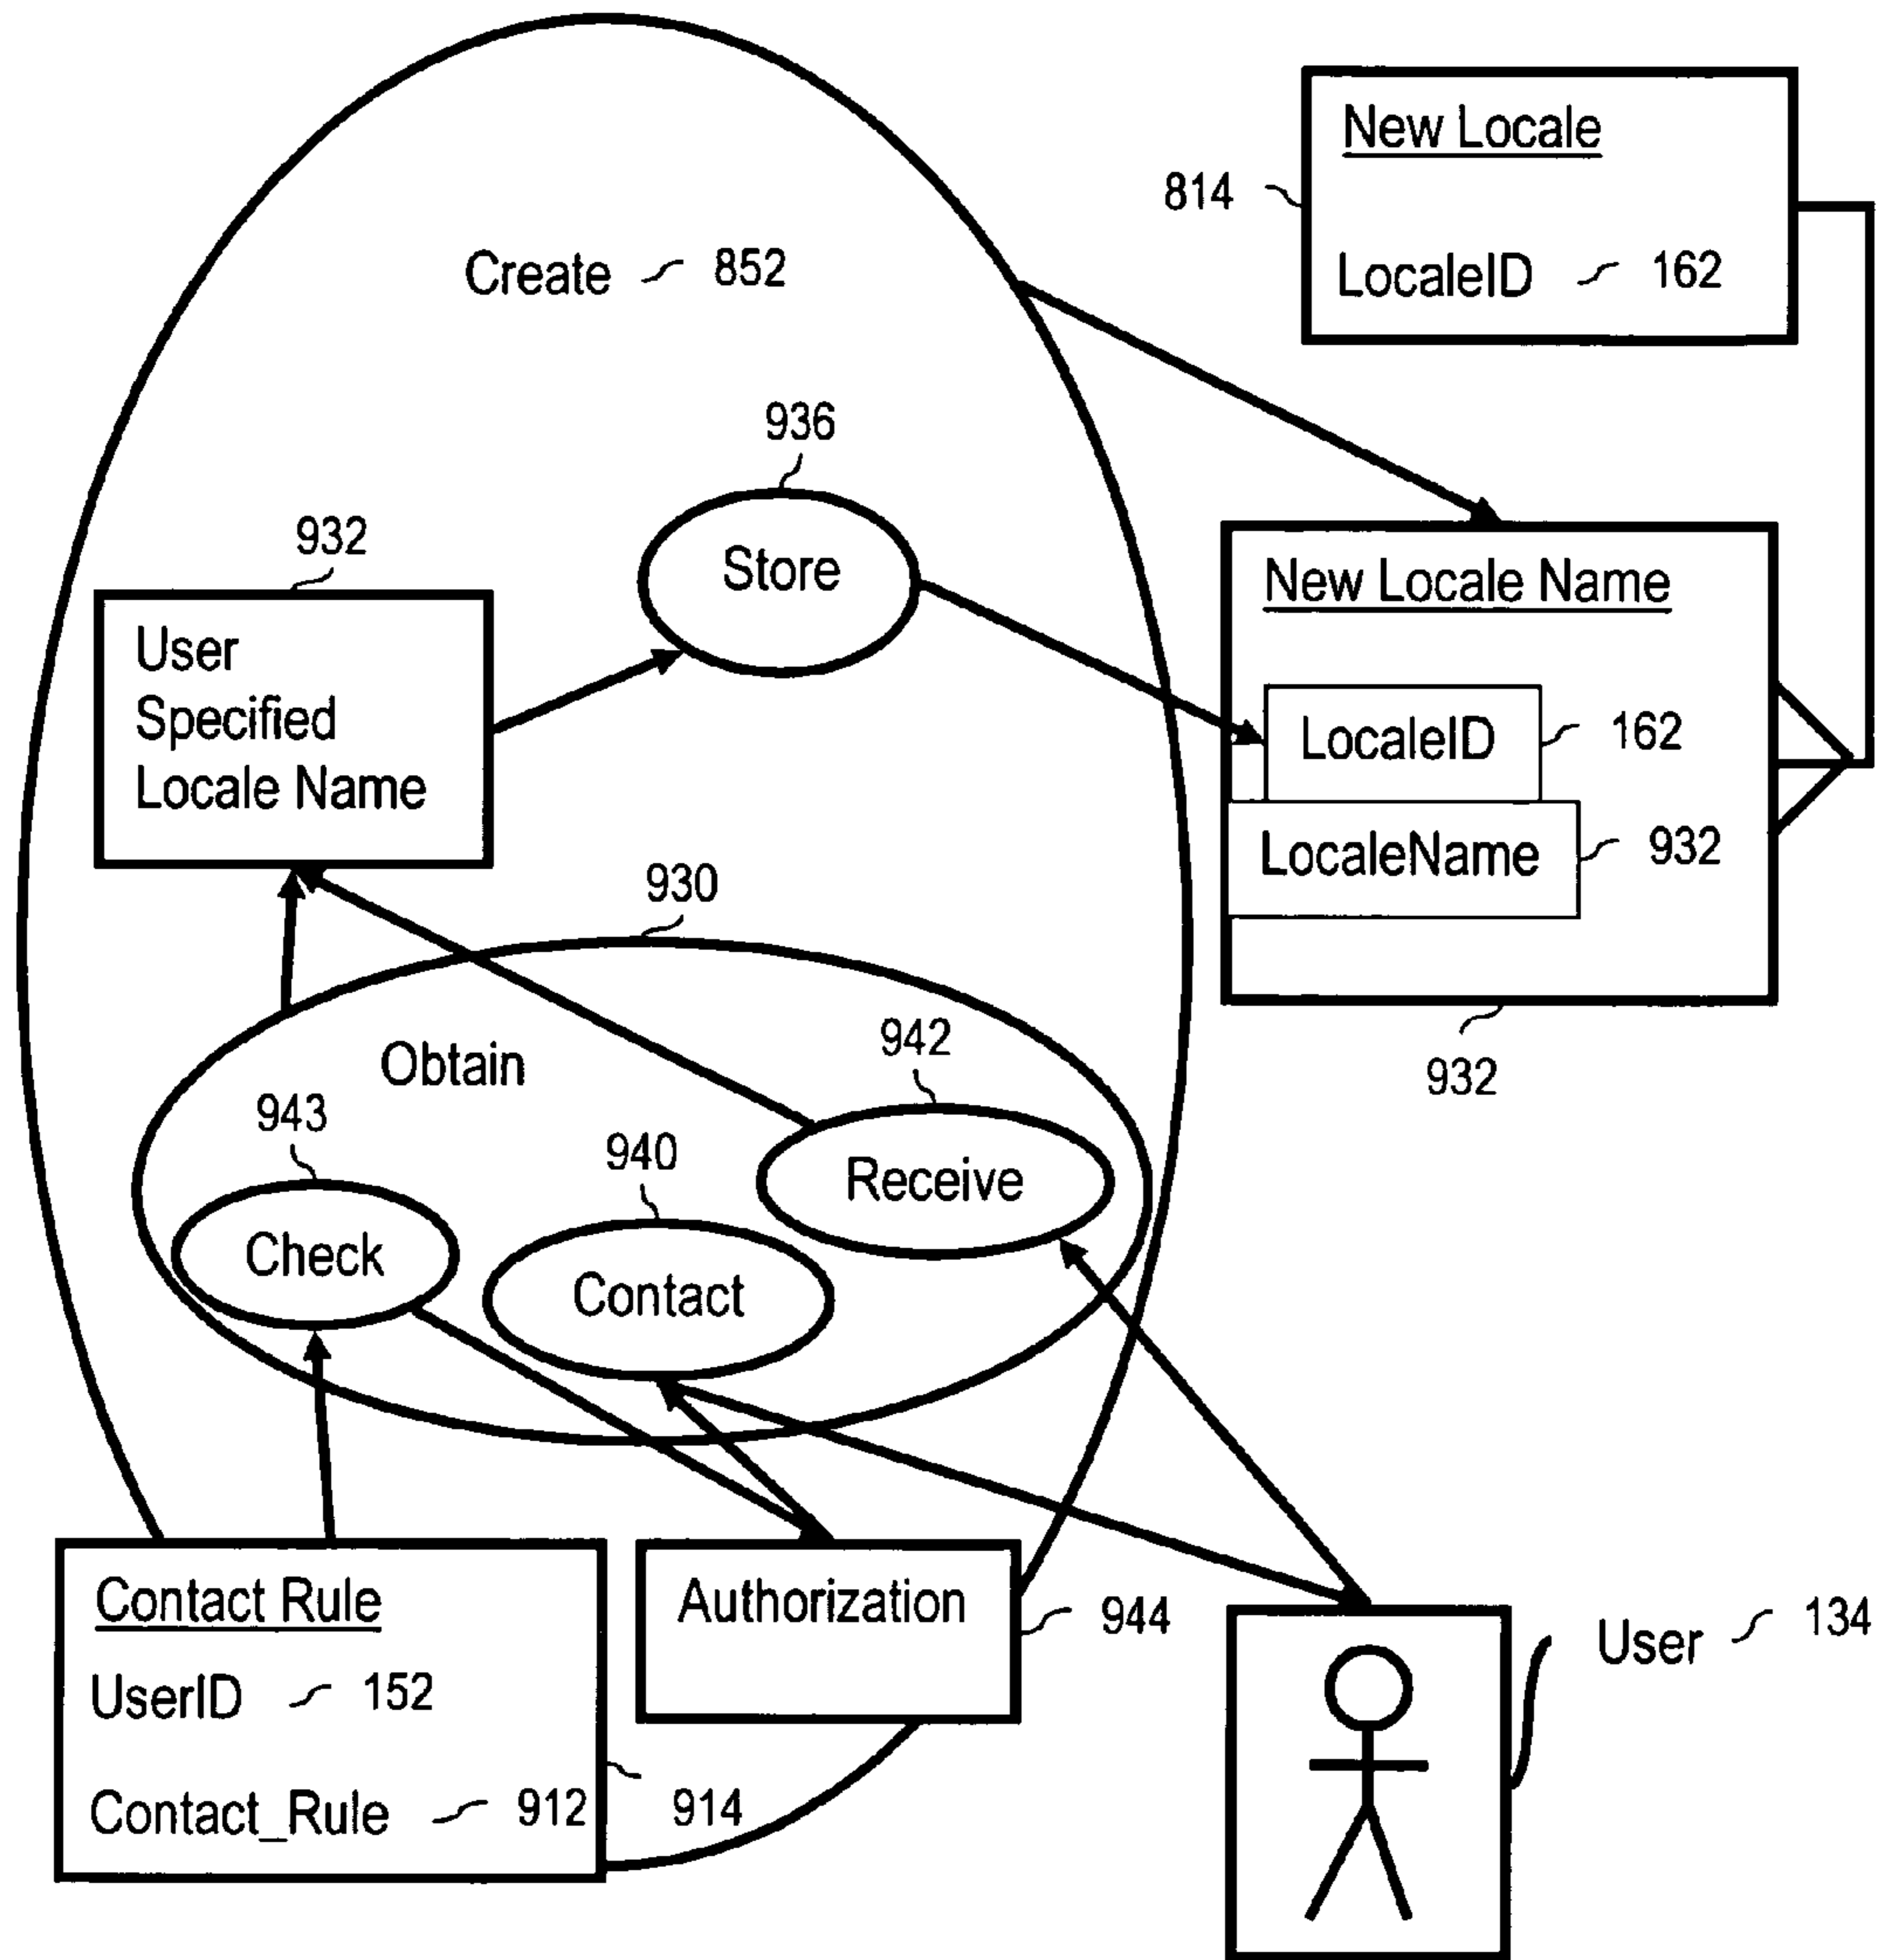 New Locale
814
LocaleID 162
Create 852
936
Store
932
User
Specified
Locale Name
New Locale Name
LocaleID 162
LocaleName 932
932
930
Obtain
942
Receive
943
Check
940
Contact
Contact Rule
UserID 152
Contact_Rule 912
914
Authorization
944
User 134